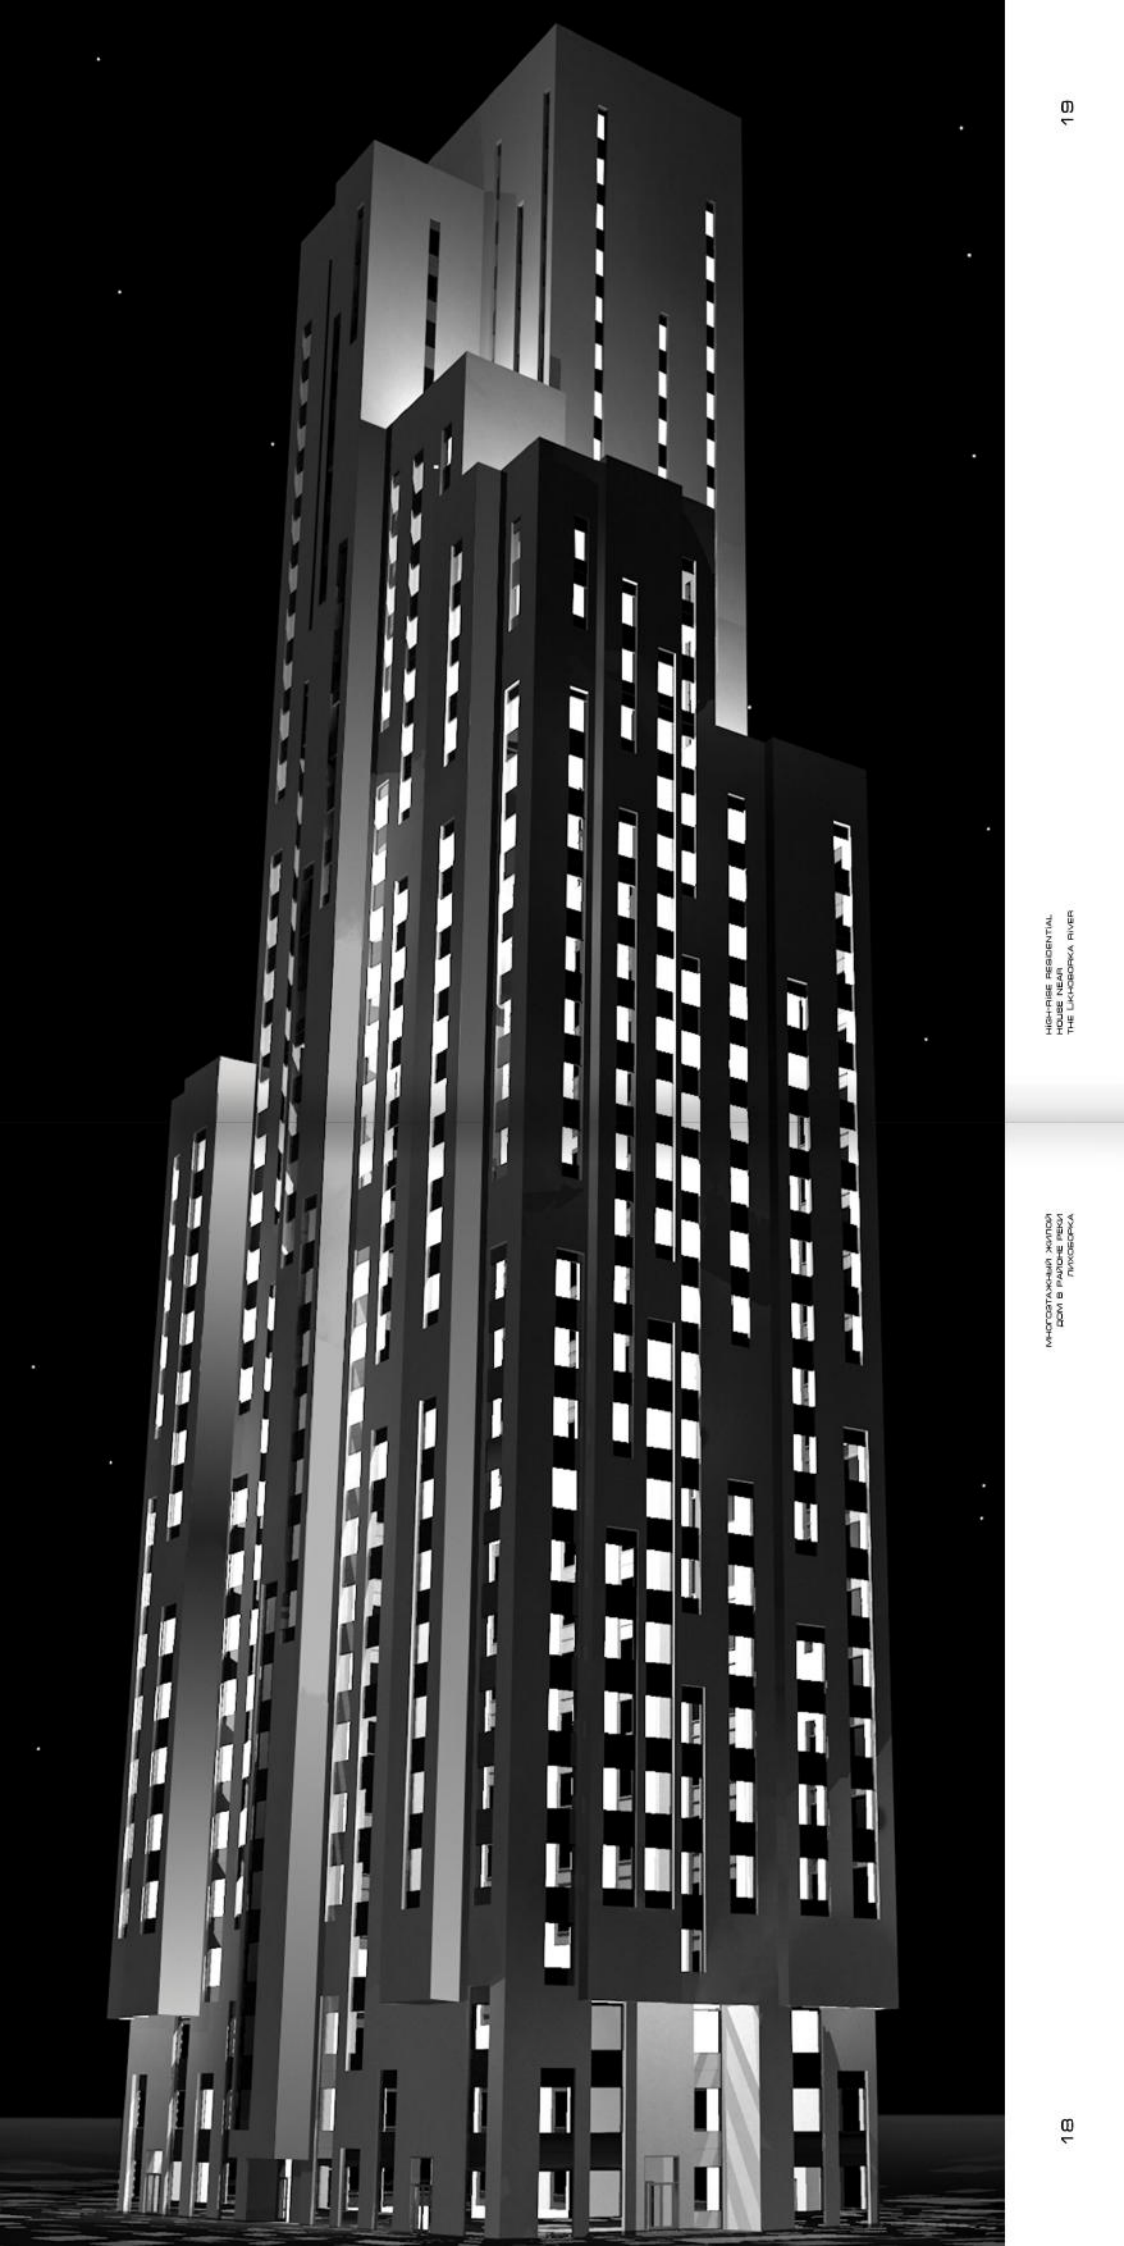 19
HIGH-RISE RESIDENTIAL
HOUSE NEAR
THE LIKHOBORKA RIVER
МНОГОЭТАЖНЫЙ ЖИЛОЙ
ДОМ В РАЙОНЕ РЕКИ
ЛИХОБОРКА
18